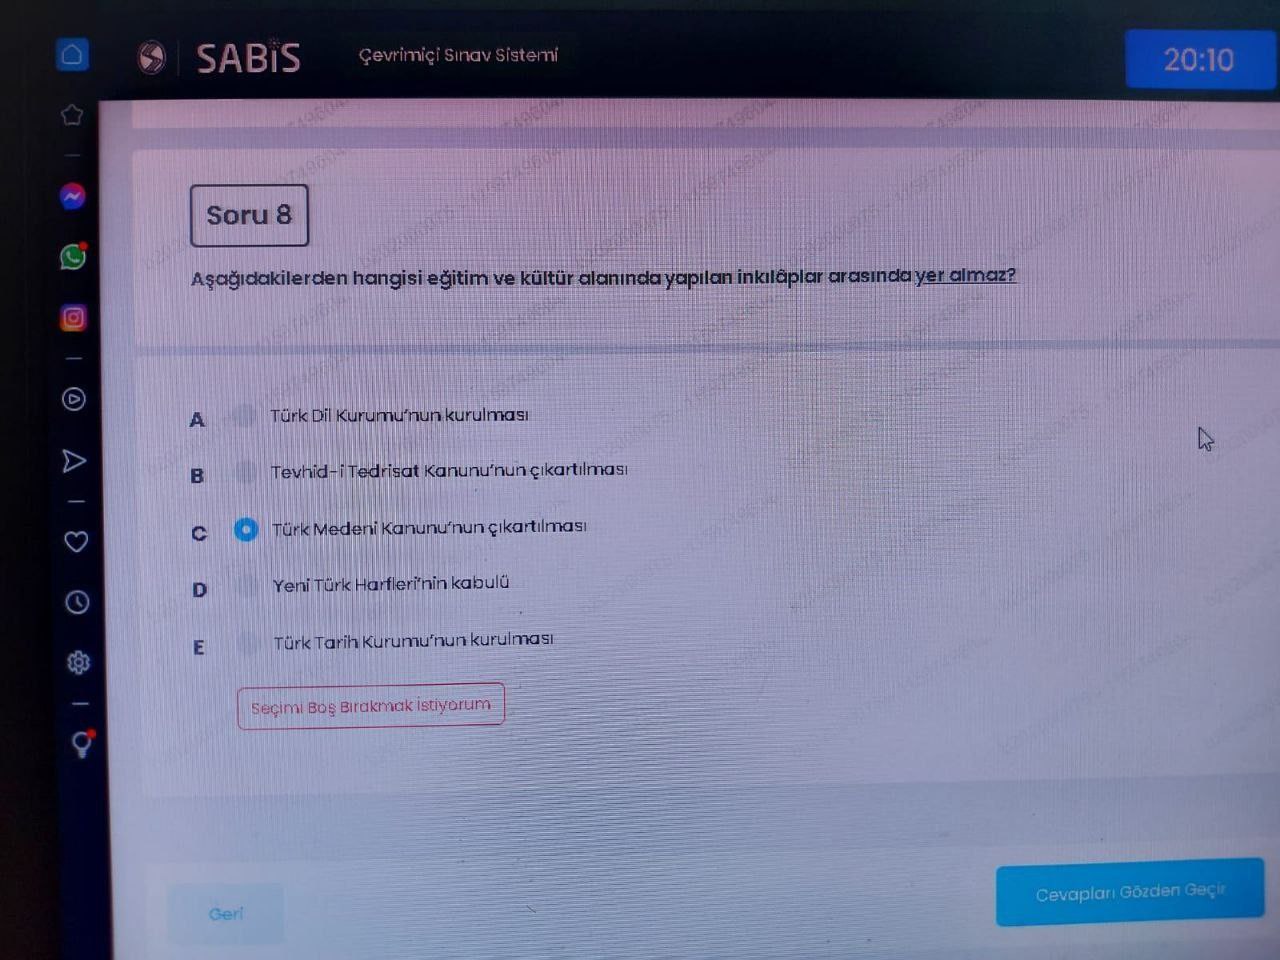 SABİS
Çevrimiçi Sınav Sistemi
20:10
Soru 8
Aşağıdakilerden hangisi eğitim ve kültür alanında yapılan inkılâplar arasında yer almaz?
A Türk Dil Kurumu'nun kurulması
B Tevhid-i Tedrisat Kanunu'nun çıkartılması
C Türk Medeni Kanunu'nun çıkartılması
D Yeni Türk Harfleri'nin kabulü
E Türk Tarih Kurumu'nun kurulması
Seçimi Boş Bırakmak İstiyorum
Geri
Cevapları Gözden Geçir